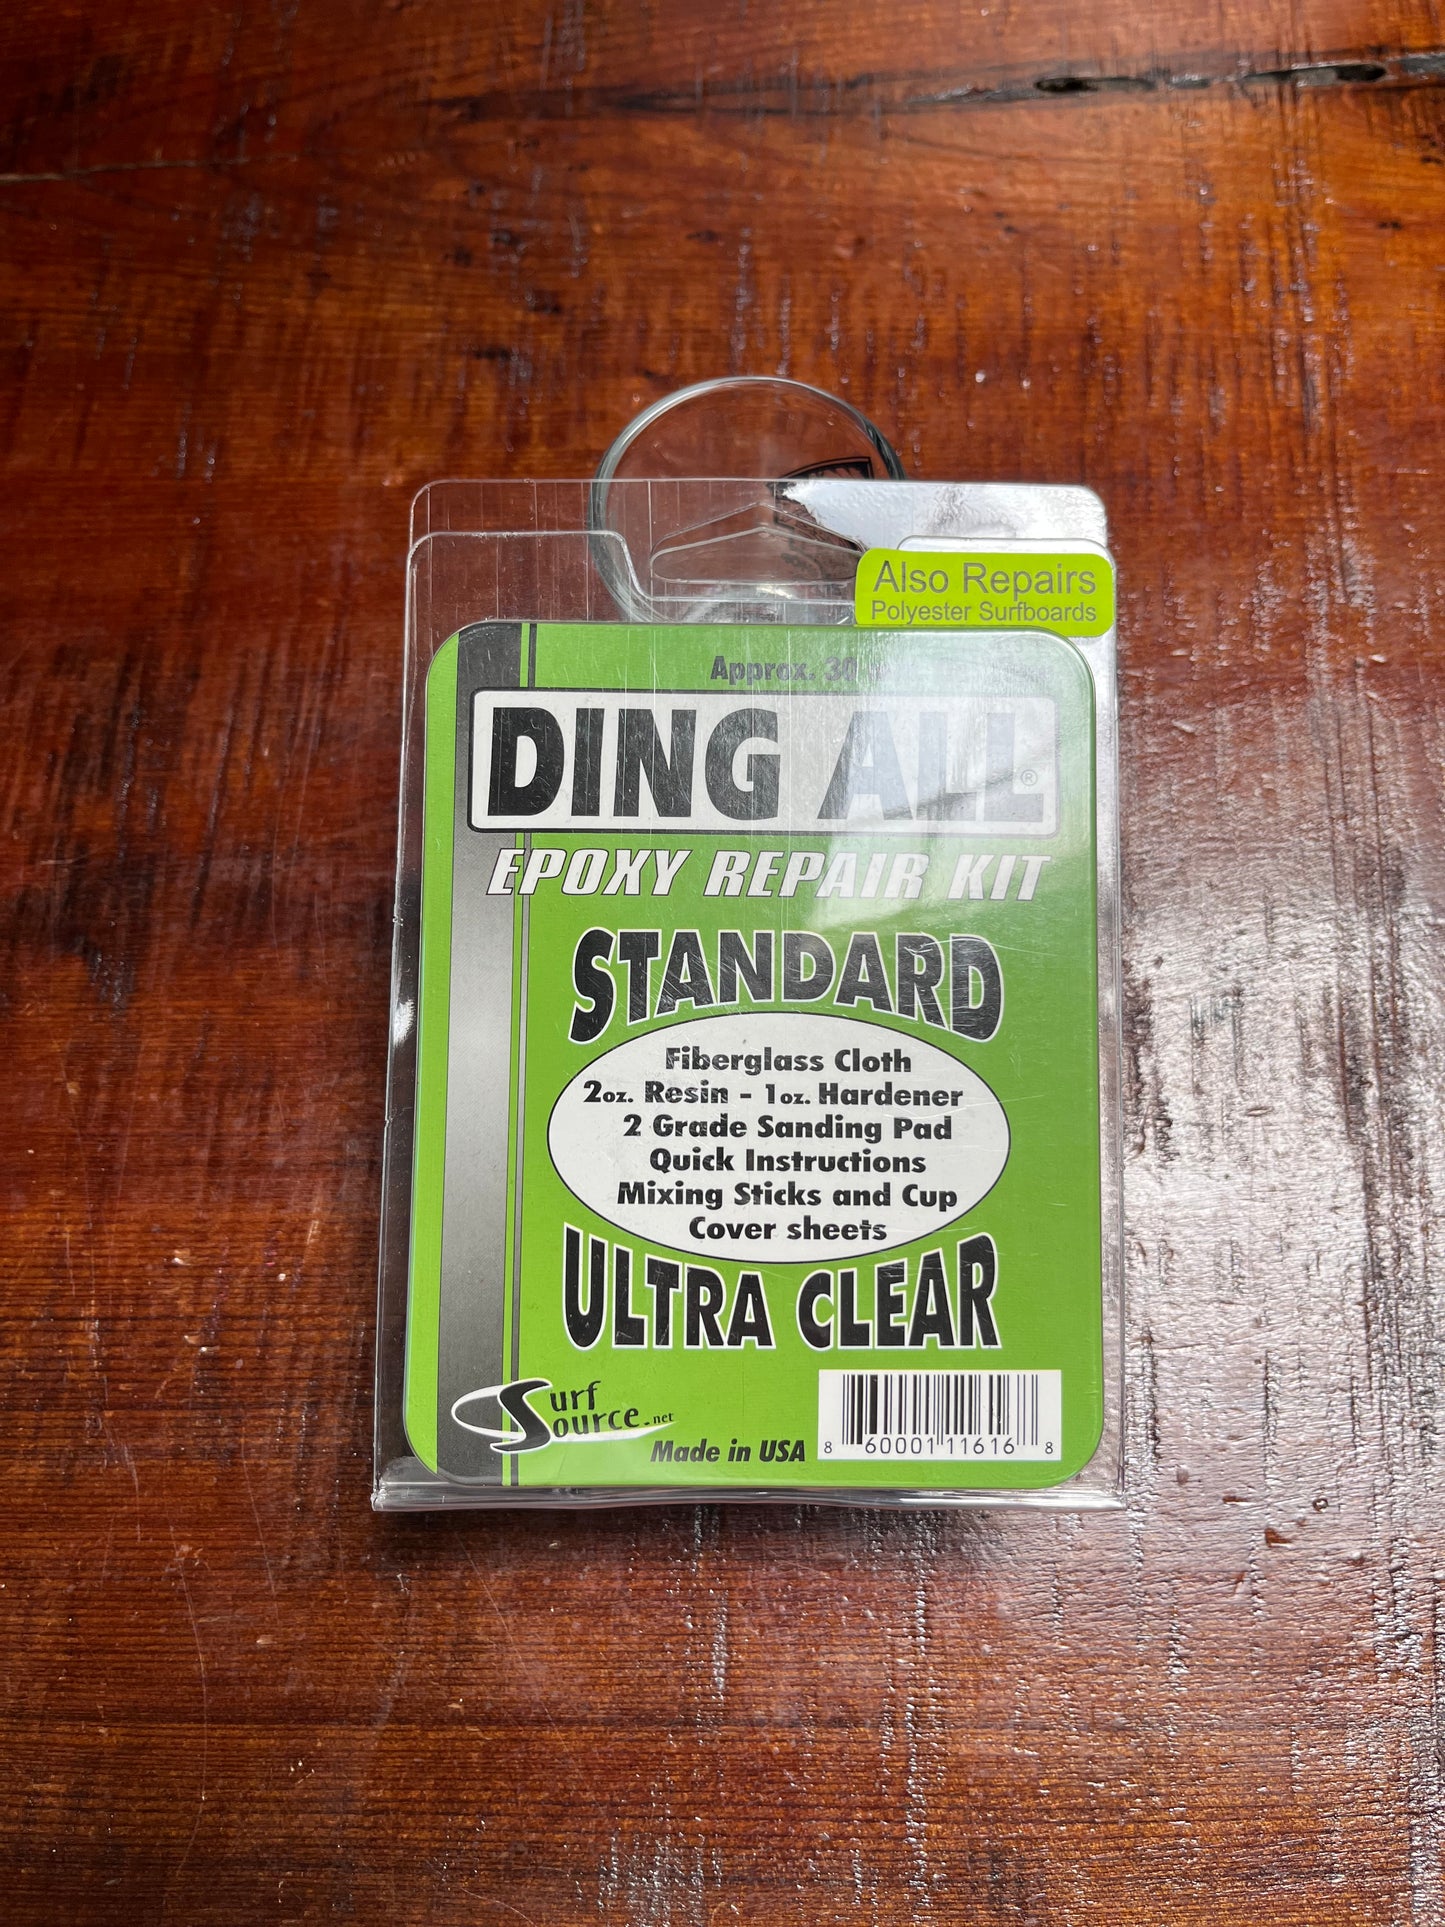 Also Repairs
Polyester Surfboards
Approx. 30
DING ALL®
EPOXY REPAIR KIT
STANDARD
Fiberglass Cloth
2oz. Resin - 1oz. Hardener
2 Grade Sanding Pad
Quick Instructions
Mixing Sticks and Cup
Cover sheets
ULTRA CLEAR
Surf
Source.net
Made in USA
8 60001 11616 8